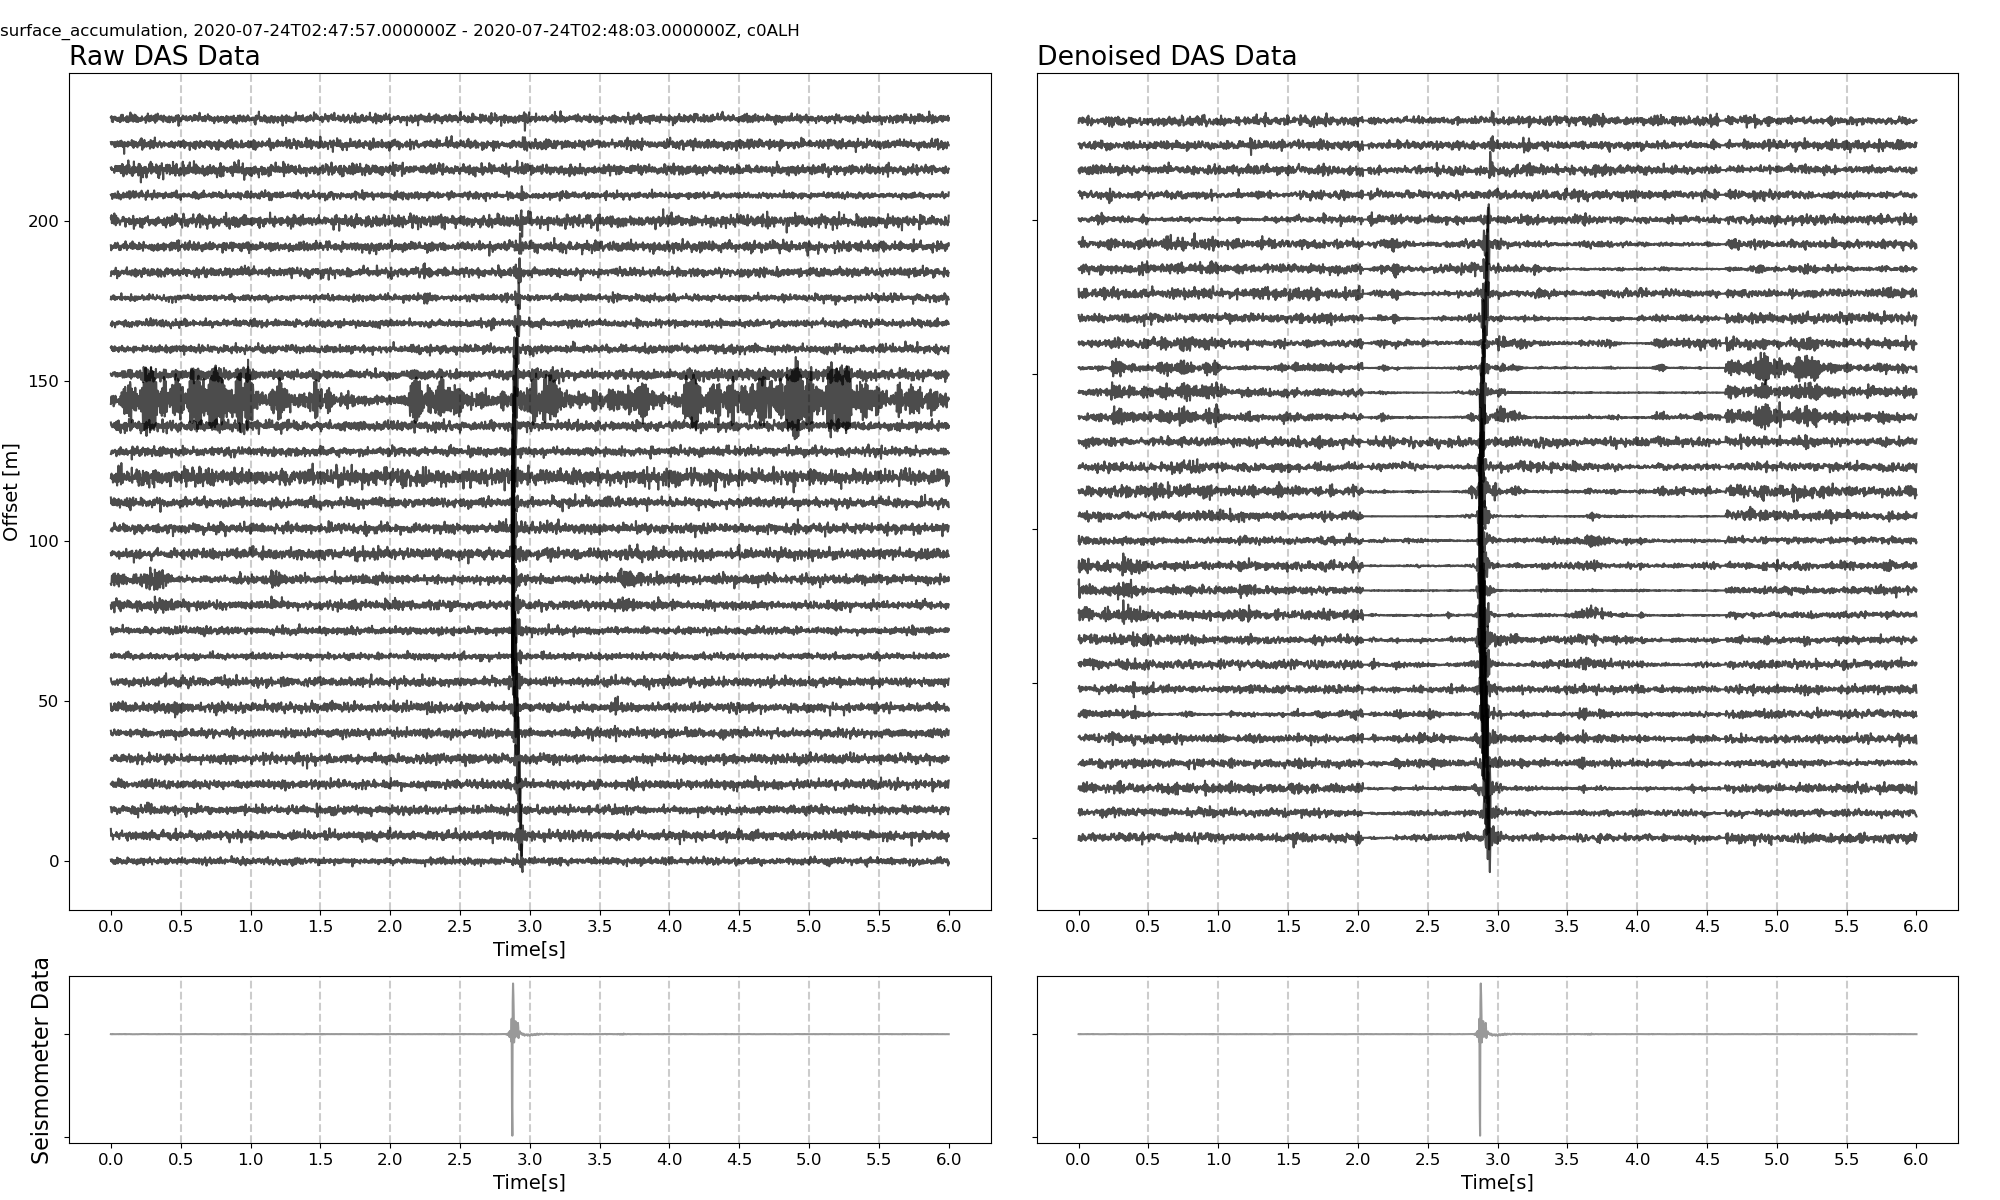 surface_accumulation, 2020-07-24T02:47:57.000000Z - 2020-07-24T02:48:03.000000Z, c0ALH
Raw DAS Data
Denoised DAS Data
Offset [m]
200
150
100
50
0
0.0 0.5 1.0 1.5 2.0 2.5 3.0 3.5 4.0 4.5 5.0 5.5 6.0
Time[s]
0.0 0.5 1.0 1.5 2.0 2.5 3.0 3.5 4.0 4.5 5.0 5.5 6.0
Seismometer Data
0.0 0.5 1.0 1.5 2.0 2.5 3.0 3.5 4.0 4.5 5.0 5.5 6.0
Time[s]
0.0 0.5 1.0 1.5 2.0 2.5 3.0 3.5 4.0 4.5 5.0 5.5 6.0
Time[s]